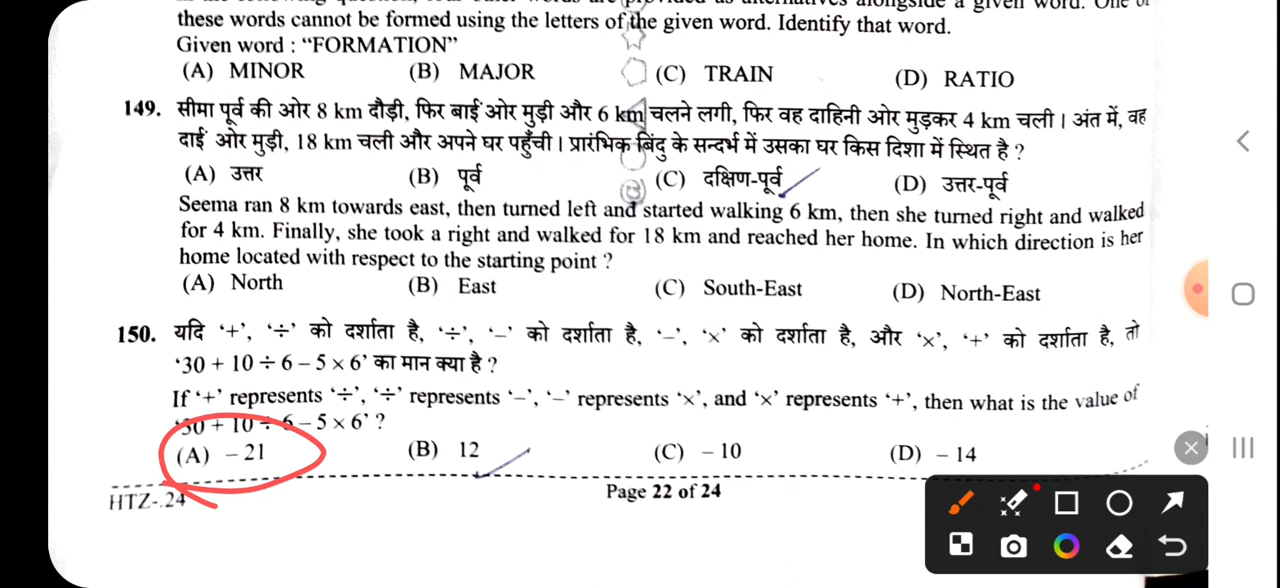 these words cannot be formed using the letters of the given word. Identify that word.
Given word : “FORMATION”
(A) MINOR (B) MAJOR (C) TRAIN (D) RATIO
149. सीमा पूर्व की ओर 8 km दौड़ी, फिर बाईं ओर मुड़ी और 6 km चलने लगी, फिर वह दाहिनी ओर मुड़कर 4 km चली । अंत में, वह
दाईं ओर मुड़ी, 18 km चली और अपने घर पहुँची । प्रारंभिक बिंदु के सन्दर्भ में उसका घर किस दिशा में स्थित है ?
(A) उत्तर (B) पूर्व (C) दक्षिण-पूर्व (D) उत्तर-पूर्व
Seema ran 8 km towards east, then turned left and started walking 6 km, then she turned right and walked
for 4 km. Finally, she took a right and walked for 18 km and reached her home. In which direction is her
home located with respect to the starting point ?
(A) North (B) East (C) South-East (D) North-East
150. यदि ‘+’, ‘÷’ को दर्शाता है, ‘÷’, ‘–’ को दर्शाता है, ‘–’, ‘×’ को दर्शाता है, और ‘×’, ‘+’ को दर्शाता है, तो
‘30 + 10 ÷ 6 – 5 × 6’ का मान क्या है ?
If ‘+’ represents ‘÷’, ‘÷’ represents ‘–’, ‘–’ represents ‘×’, and ‘×’ represents ‘+’, then what is the value of
‘30 + 10 ÷ 6 – 5 × 6’ ?
(A) – 21 (B) 12 (C) – 10 (D) – 14
HTZ-.24 Page 22 of 24